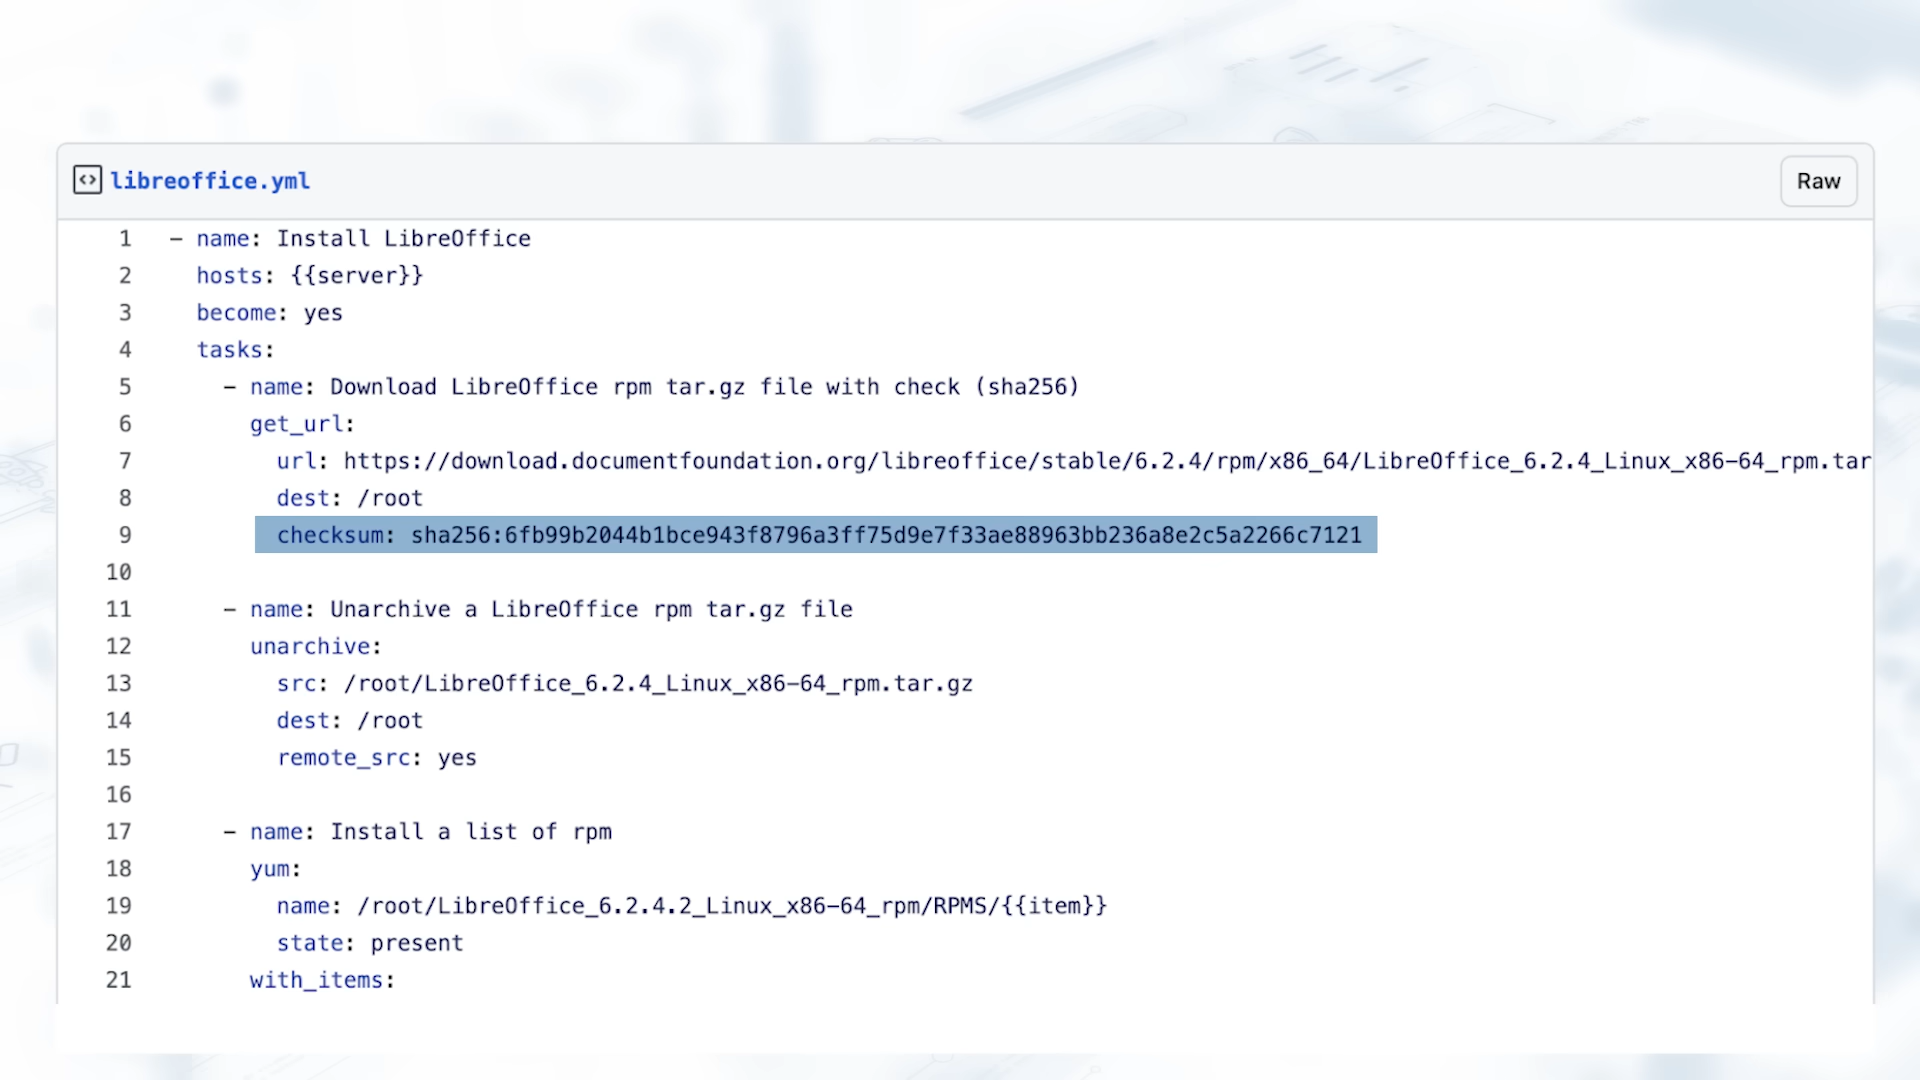 libreoffice.yml
Raw
1 - name: Install LibreOffice
2 hosts: {{server}}
3 become: yes
4 tasks:
5 - name: Download LibreOffice rpm tar.gz file with check (sha256)
6 get_url:
7 url: https://download.documentfoundation.org/libreoffice/stable/6.2.4/rpm/x86_64/LibreOffice_6.2.4_Linux_x86-64_rpm.tar
8 dest: /root
9 checksum: sha256:6fb99b2044b1bce943f8796a3ff75d9e7f33ae88963bb236a8e2c5a2266c7121
10
11 - name: Unarchive a LibreOffice rpm tar.gz file
12 unarchive:
13 src: /root/LibreOffice_6.2.4_Linux_x86-64_rpm.tar.gz
14 dest: /root
15 remote_src: yes
16
17 - name: Install a list of rpm
18 yum:
19 name: /root/LibreOffice_6.2.4.2_Linux_x86-64_rpm/RPMS/{{item}}
20 state: present
21 with_items: